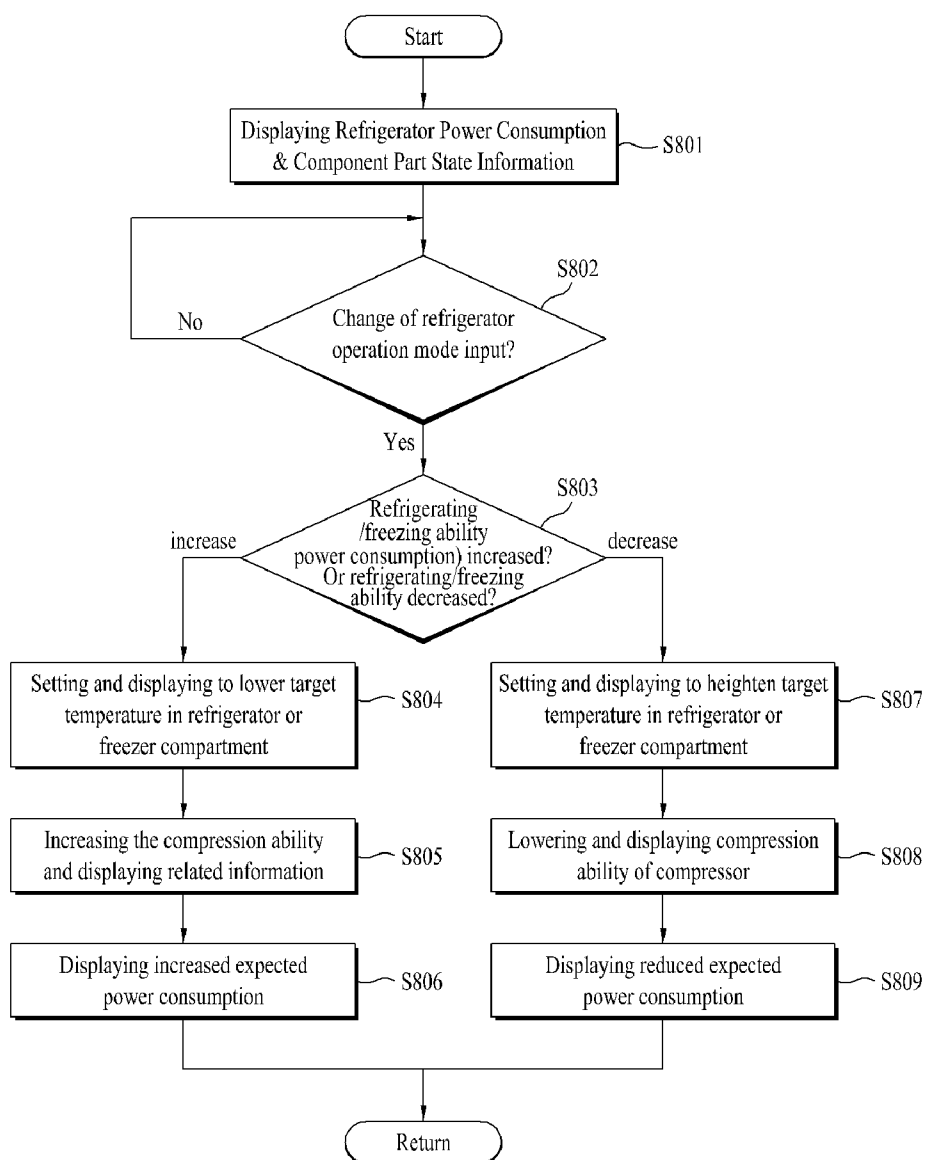 Start
Displaying Refrigerator Power Consumption
& Component Part State Information
S801
S802
Change of refrigerator
operation mode input?
No
Yes
S803
Refrigerating
/freezing ability
power consumption) increased?
Or refrigerating/freezing
ability decreased?
increase
decrease
Setting and displaying to lower target
temperature in refrigerator or
freezer compartment
S804
Setting and displaying to heighten target
temperature in refrigerator or
freezer compartment
S807
Increasing the compression ability
and displaying related information
S805
Lowering and displaying compression
ability of compressor
S808
Displaying increased expected
power consumption
S806
Displaying reduced expected
power consumption
S809
Return